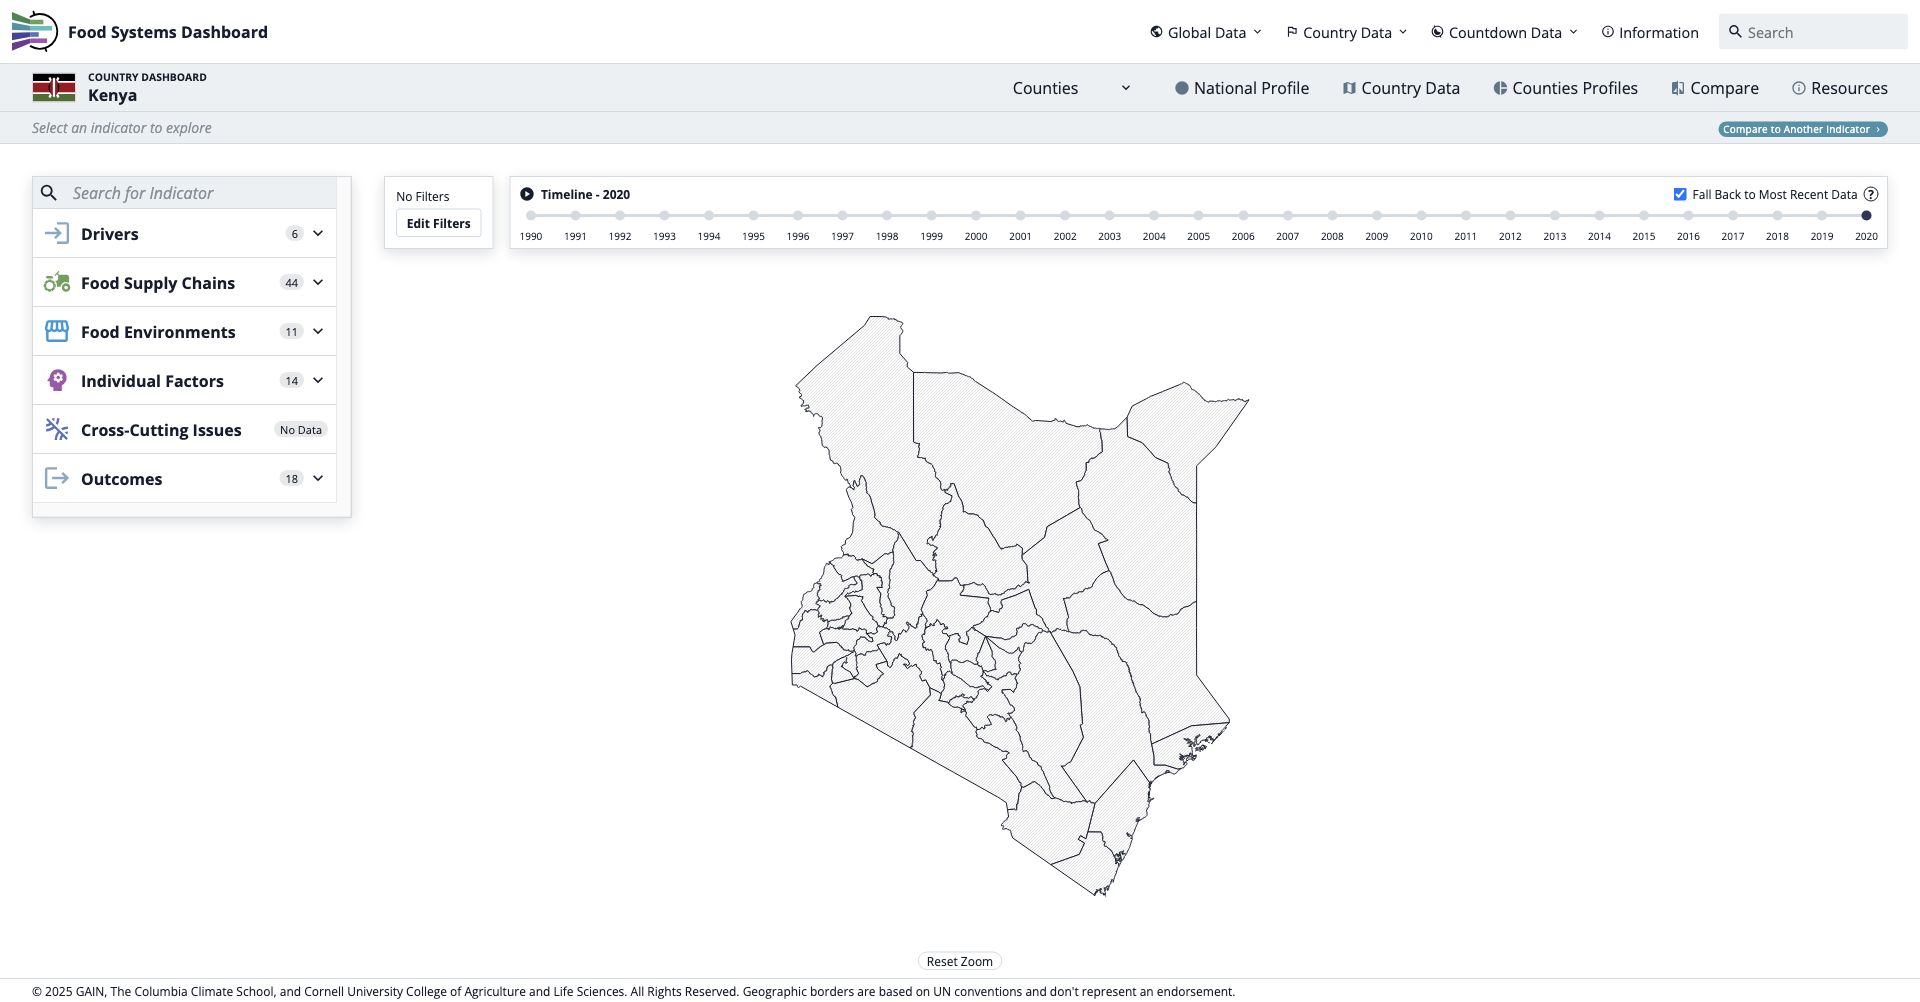 Food Systems Dashboard
Global Data
Country Data
Countdown Data
Information
Search
COUNTRY DASHBOARD
Kenya
Counties
National Profile
Country Data
Counties Profiles
Compare
Resources
Select an indicator to explore
Compare to Another Indicator
Search for Indicator
Drivers 6
Food Supply Chains 44
Food Environments 11
Individual Factors 14
Cross-Cutting Issues No Data
Outcomes 18
No Filters
Edit Filters
Timeline - 2020
Fall Back to Most Recent Data ?
1990 1991 1992 1993 1994 1995 1996 1997 1998 1999 2000 2001 2002 2003 2004 2005 2006 2007 2008 2009 2010 2011 2012 2013 2014 2015 2016 2017 2018 2019 2020
Reset Zoom
© 2025 GAIN, The Columbia Climate School, and Cornell University College of Agriculture and Life Sciences. All Rights Reserved. Geographic borders are based on UN conventions and don't represent an endorsement.